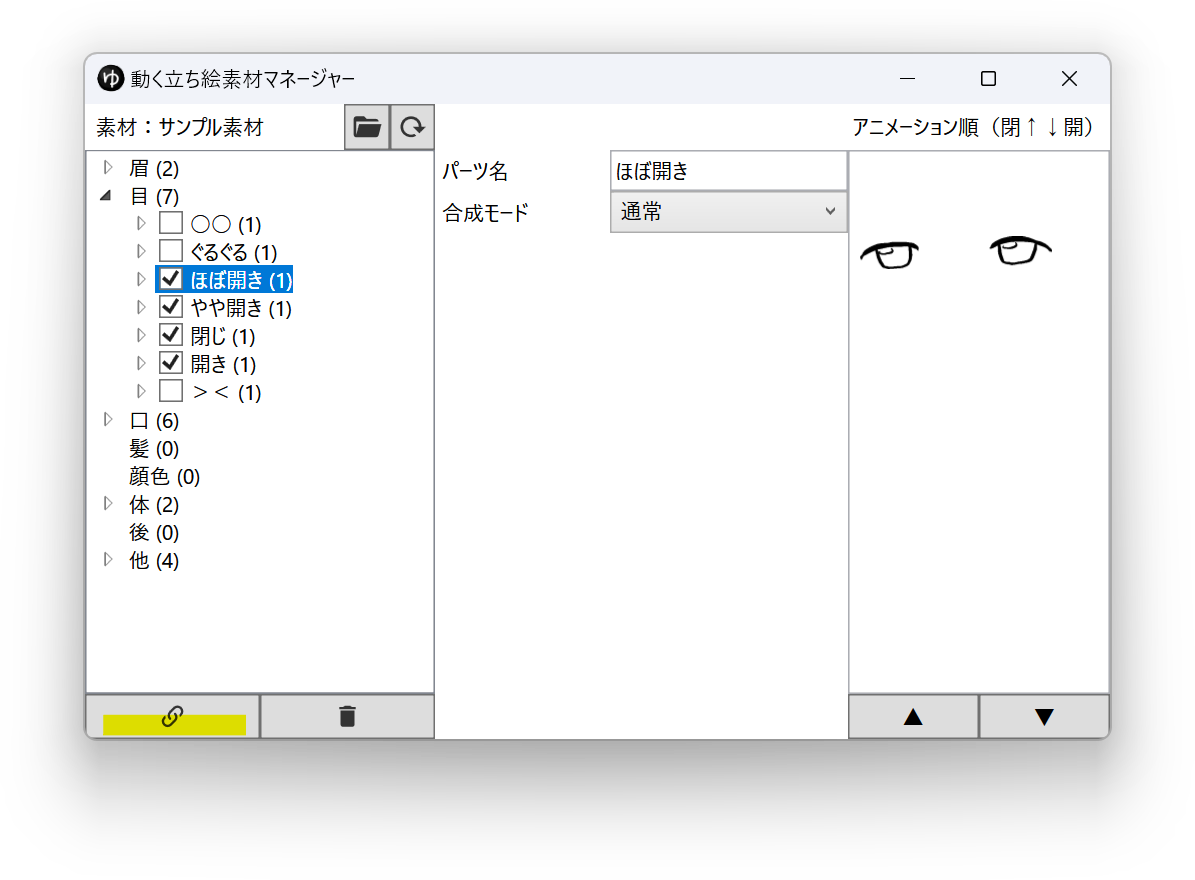 ゆ 動く立ち絵素材マネージャー
素材：サンプル素材
アニメーション順（閉↑↓開）
眉 (2)
目 (7)
〇〇 (1)
ぐるぐる (1)
ほぼ開き (1)
やや開き (1)
閉じ (1)
開き (1)
＞＜ (1)
口 (6)
髪 (0)
顔色 (0)
体 (2)
後 (0)
他 (4)
パーツ名
ほぼ開き
合成モード
通常